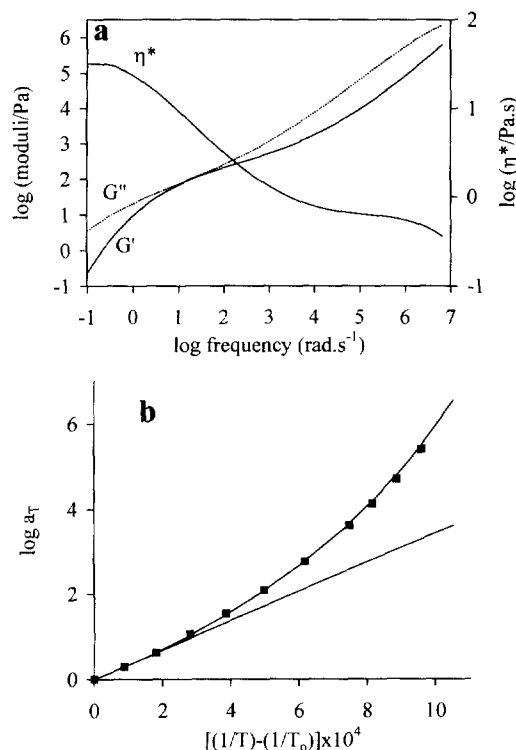 a
η*
G''
G'
6
5
4
3
2
1
0
-1
2
1
0
-1
-1 0 1 2 3 4 5 6 7
log (moduli/Pa)
log (η*/Pa.s)
log frequency (rad.s⁻¹)
b
6
4
2
0
0 2 4 6 8 10
log aT
[(1/T)-(1/To)]x10⁴